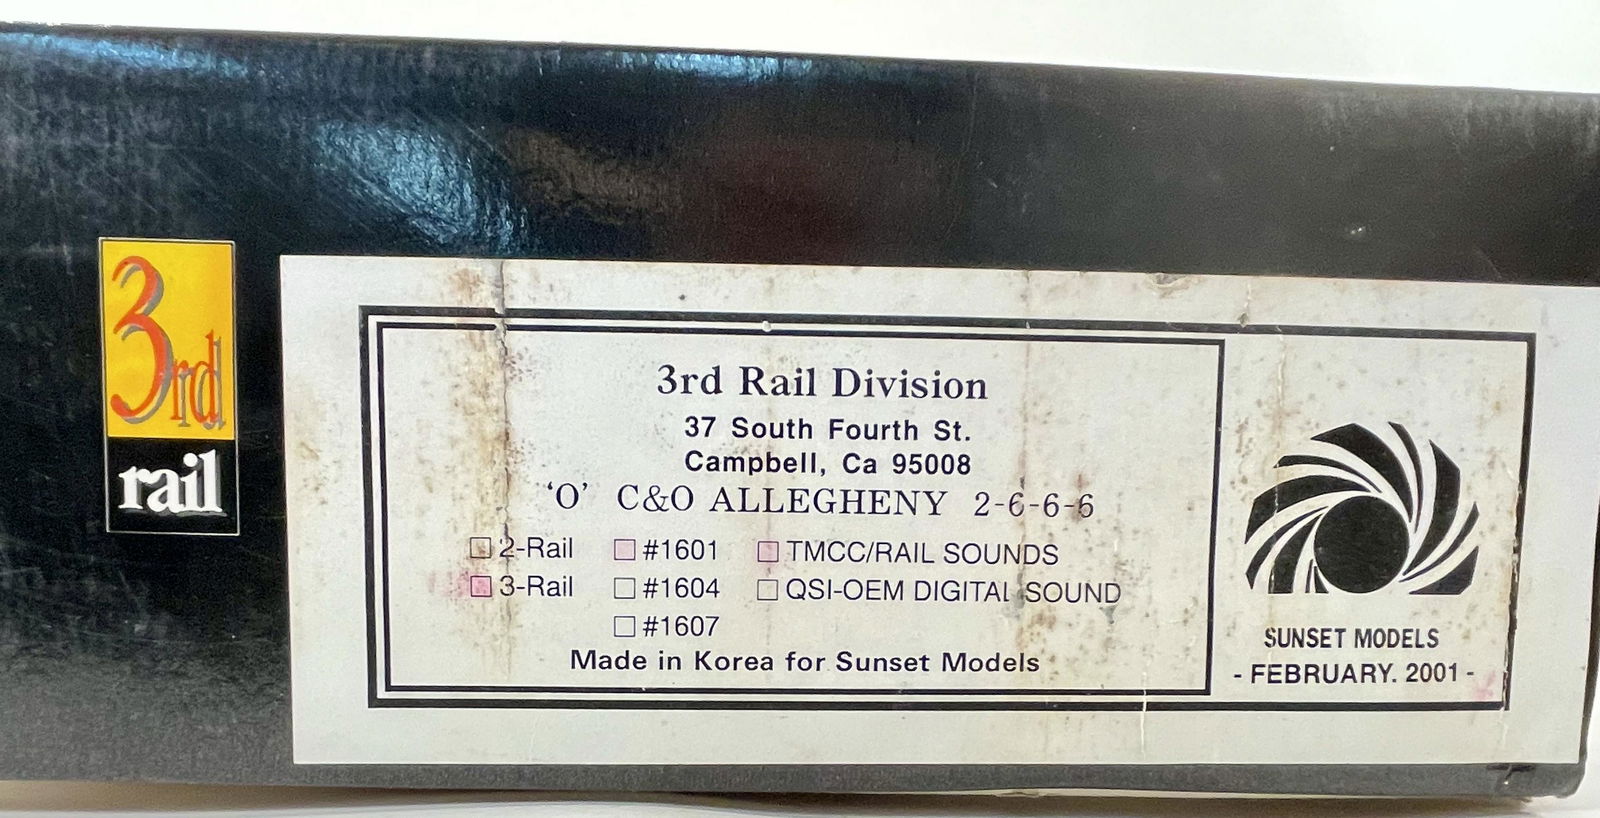 3rd
rail
3rd Rail Division
37 South Fourth St.
Campbell, Ca 95008
'O' C&O ALLEGHENY 2-6-6-6
2-Rail #1601 TMCC/RAIL SOUNDS
3-Rail #1604 QSI-OEM DIGITAL SOUND
#1607
Made in Korea for Sunset Models
SUNSET MODELS
- FEBRUARY. 2001 -